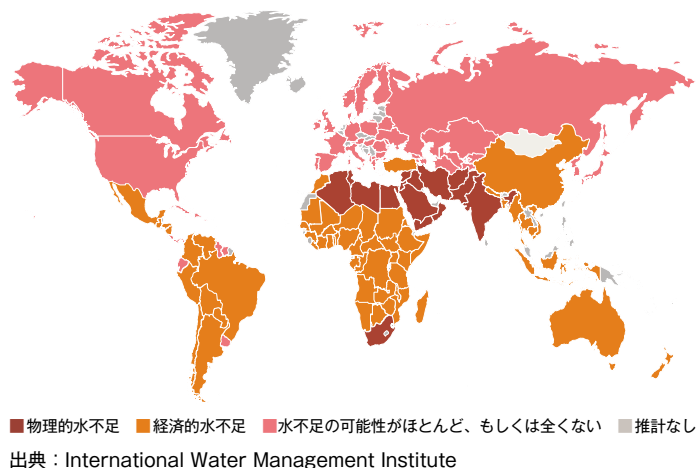 物理的水不足 経済的水不足 水不足の可能性がほとんど、もしくは全くない 推計なし
出典：International Water Management Institute